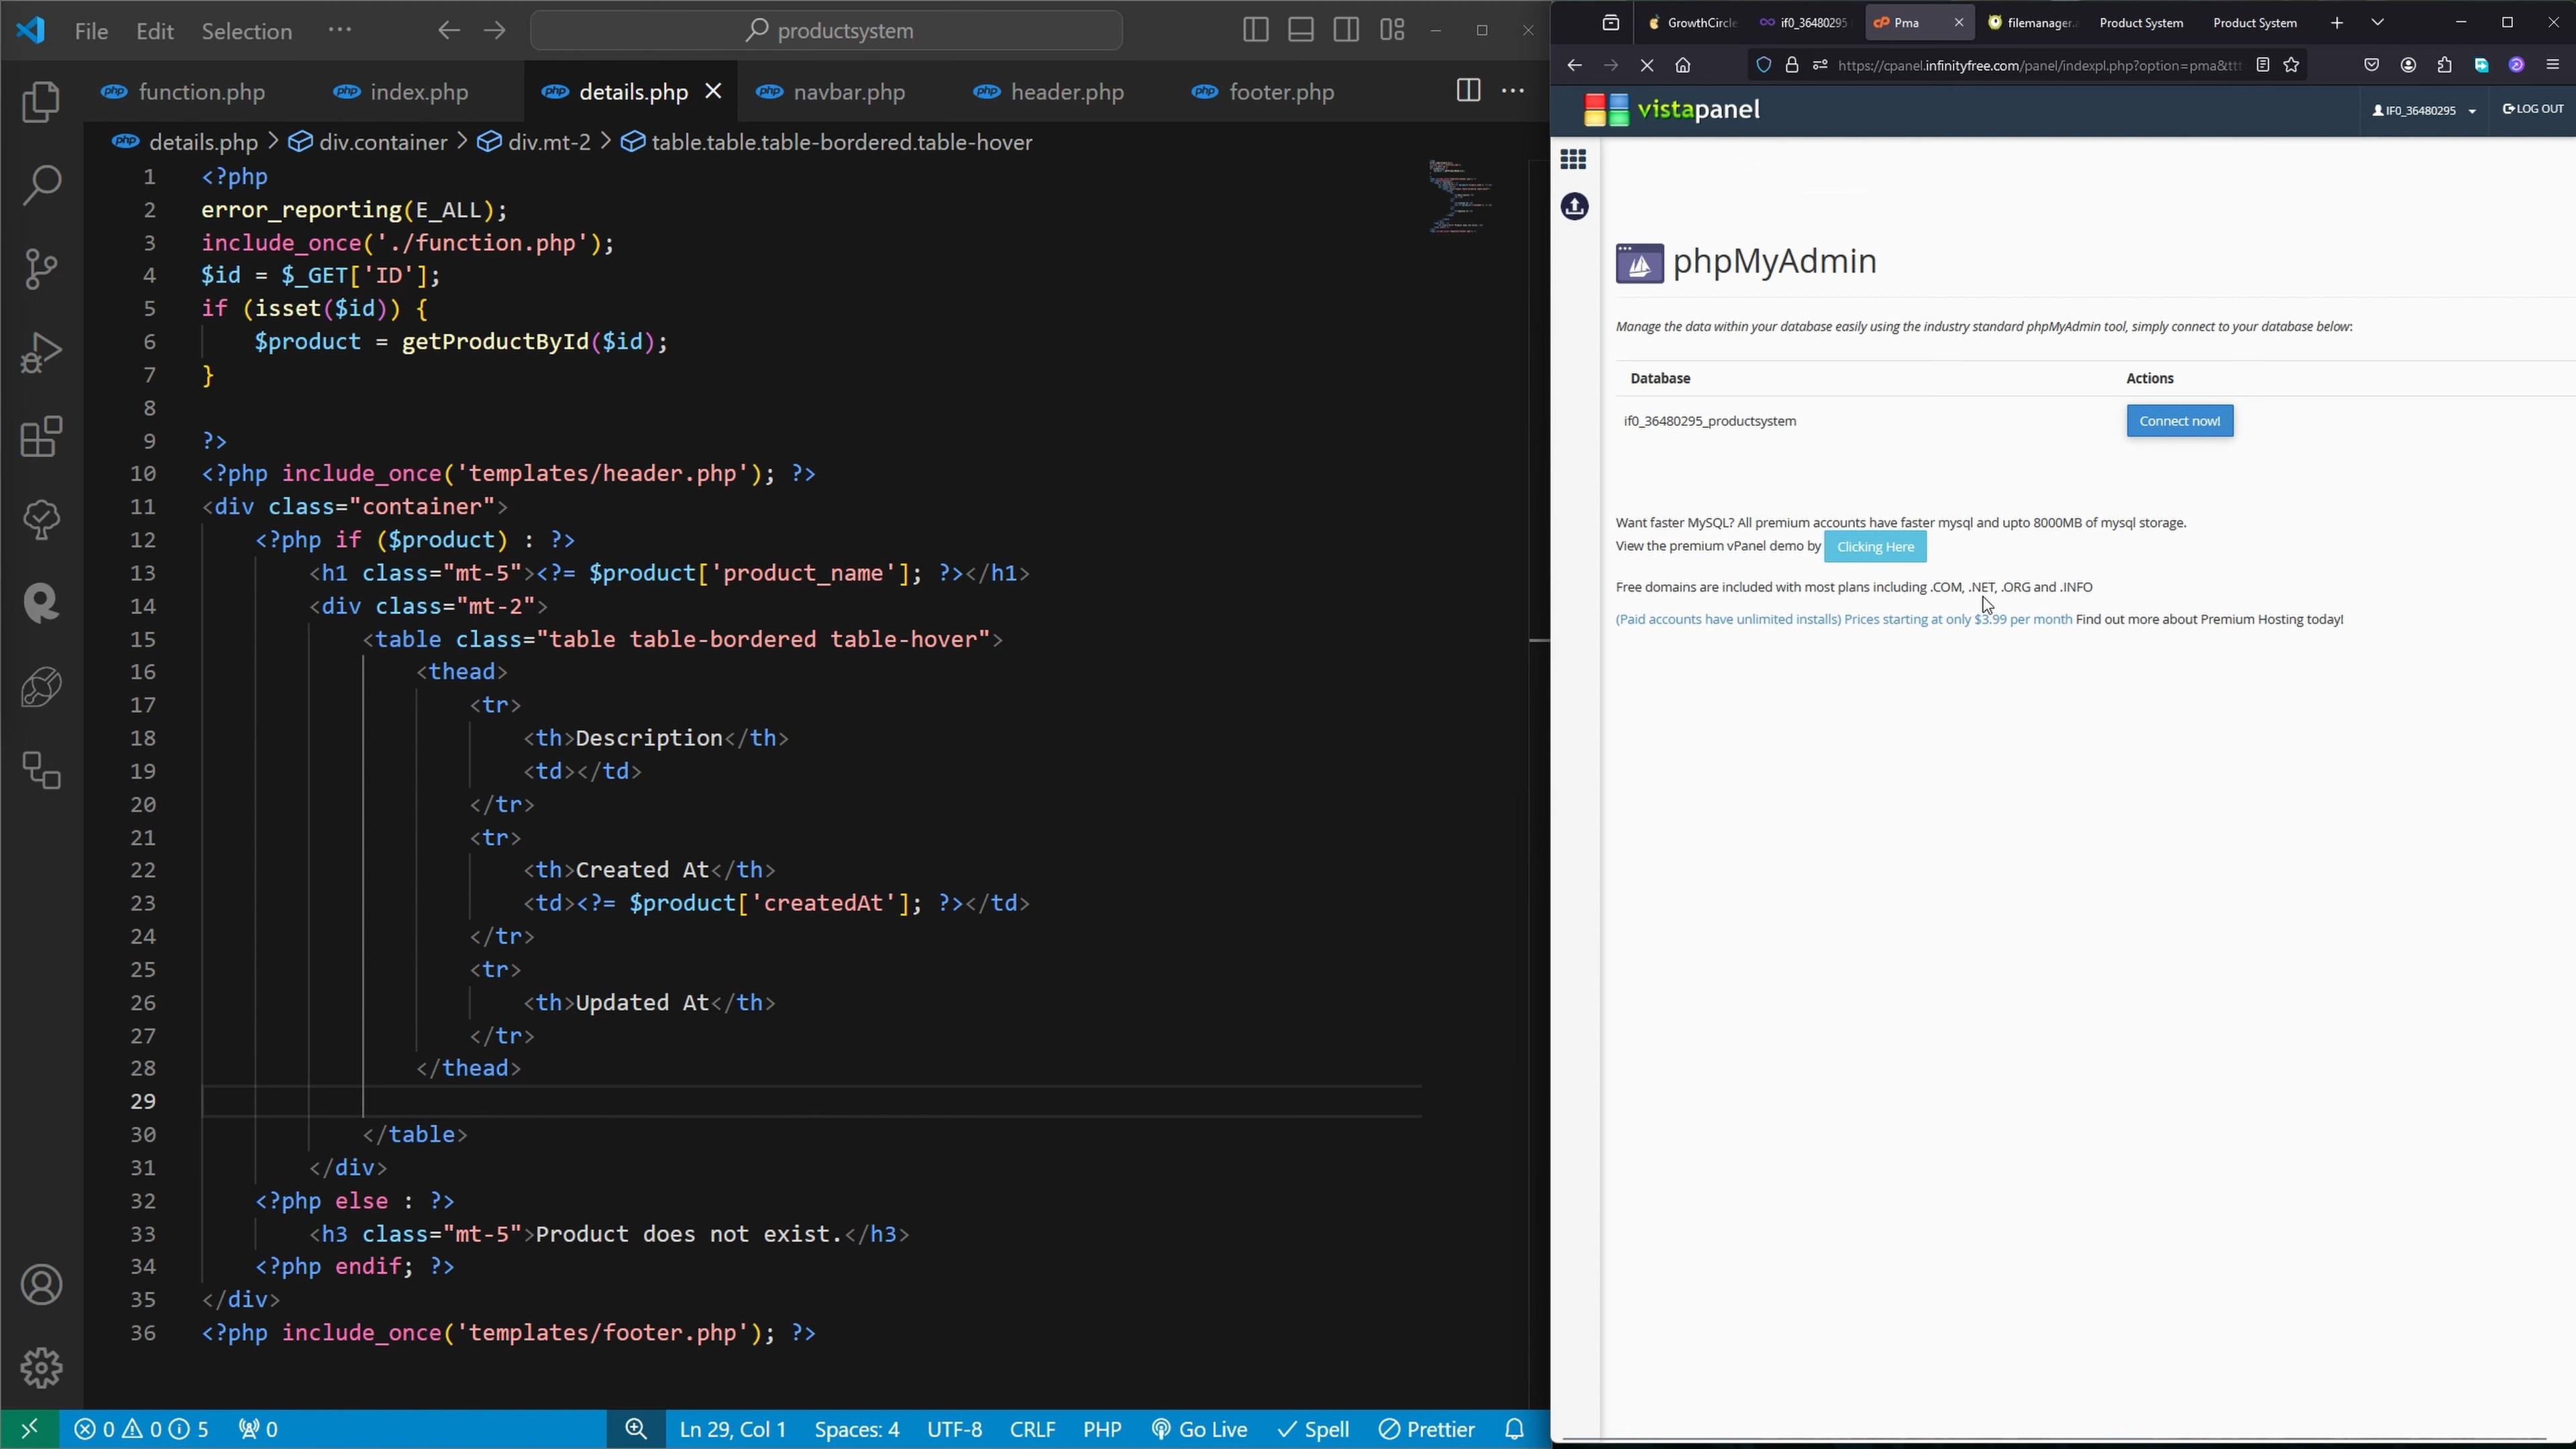 File Edit Selection ··· productsystem
function.php index.php details.php navbar.php header.php footer.php ···
details.php > div.container > div.mt-2 > table.table.table-bordered.table-hover
1 <?php
2 error_reporting(E_ALL);
3 include_once('./function.php');
4 $id = $_GET['ID'];
5 if (isset($id)) {
6 $product = getProductById($id);
7 }
8
9 ?>
10 <?php include_once('templates/header.php'); ?>
11 <div class="container">
12 <?php if ($product) : ?>
13 <h1 class="mt-5"><?= $product['product_name']; ?></h1>
14 <div class="mt-2">
15 <table class="table table-bordered table-hover">
16 <thead>
17 <tr>
18 <th>Description</th>
19 <td></td>
20 </tr>
21 <tr>
22 <th>Created At</th>
23 <td><?= $product['createdAt']; ?></td>
24 </tr>
25 <tr>
26 <th>Updated At</th>
27 </tr>
28 </thead>
29
30 </table>
31 </div>
32 <?php else : ?>
33 <h3 class="mt-5">Product does not exist.</h3>
34 <?php endif; ?>
35 </div>
36 <?php include_once('templates/footer.php'); ?>
0 0 5 0 Ln 29, Col 1 Spaces: 4 UTF-8 CRLF PHP Go Live Spell Prettier
GrowthCircle if0_36480295 Pma filemanager. Product System Product System
https://cpanel.infinityfree.com/panel/indexpl.php?option=pma&ttt
vistapanel IF0_36480295 LOG OUT
phpMyAdmin
Manage the data within your database easily using the industry standard phpMyAdmin tool, simply connect to your database below:
Database Actions
if0_36480295_productsystem Connect now!
Want faster MySQL? All premium accounts have faster mysql and upto 8000MB of mysql storage.
View the premium vPanel demo by Clicking Here
Free domains are included with most plans including .COM, .NET, .ORG and .INFO
(Paid accounts have unlimited installs) Prices starting at only $3.99 per month Find out more about Premium Hosting today!